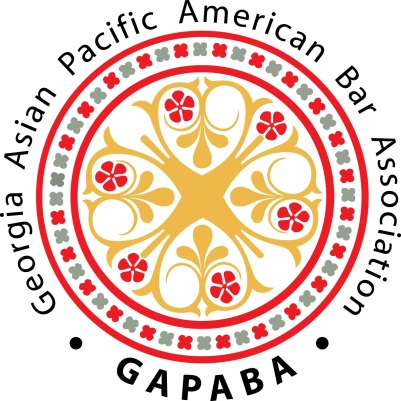 Georgia Asian Pacific American Bar Association
• GAPABA •